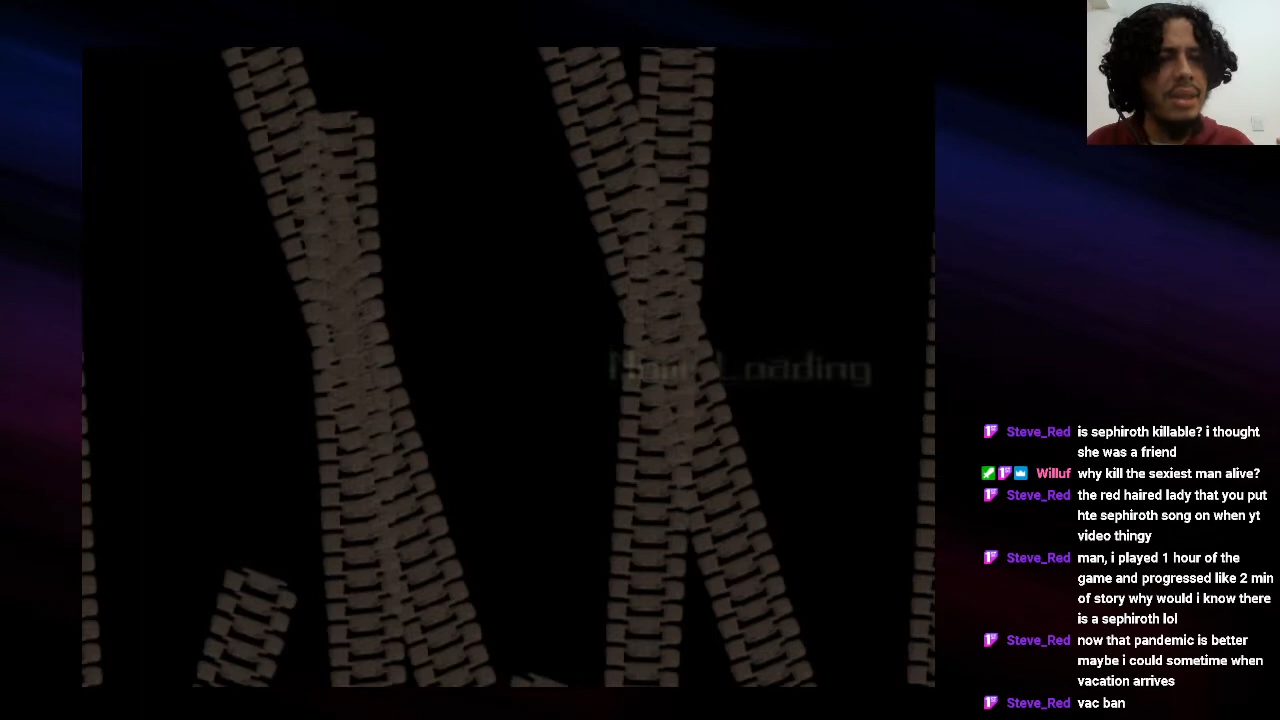 Now Loading
Steve_Red is sephiroth killable? i thought
she was a friend
Willuf why kill the sexiest man alive?
Steve_Red the red haired lady that you put
hte sephiroth song on when yt
video thingy
Steve_Red man, i played 1 hour of the
game and progressed like 2 min
of story why would i know there
is a sephiroth lol
Steve_Red now that pandemic is better
maybe i could sometime when
vacation arrives
Steve_Red vac ban